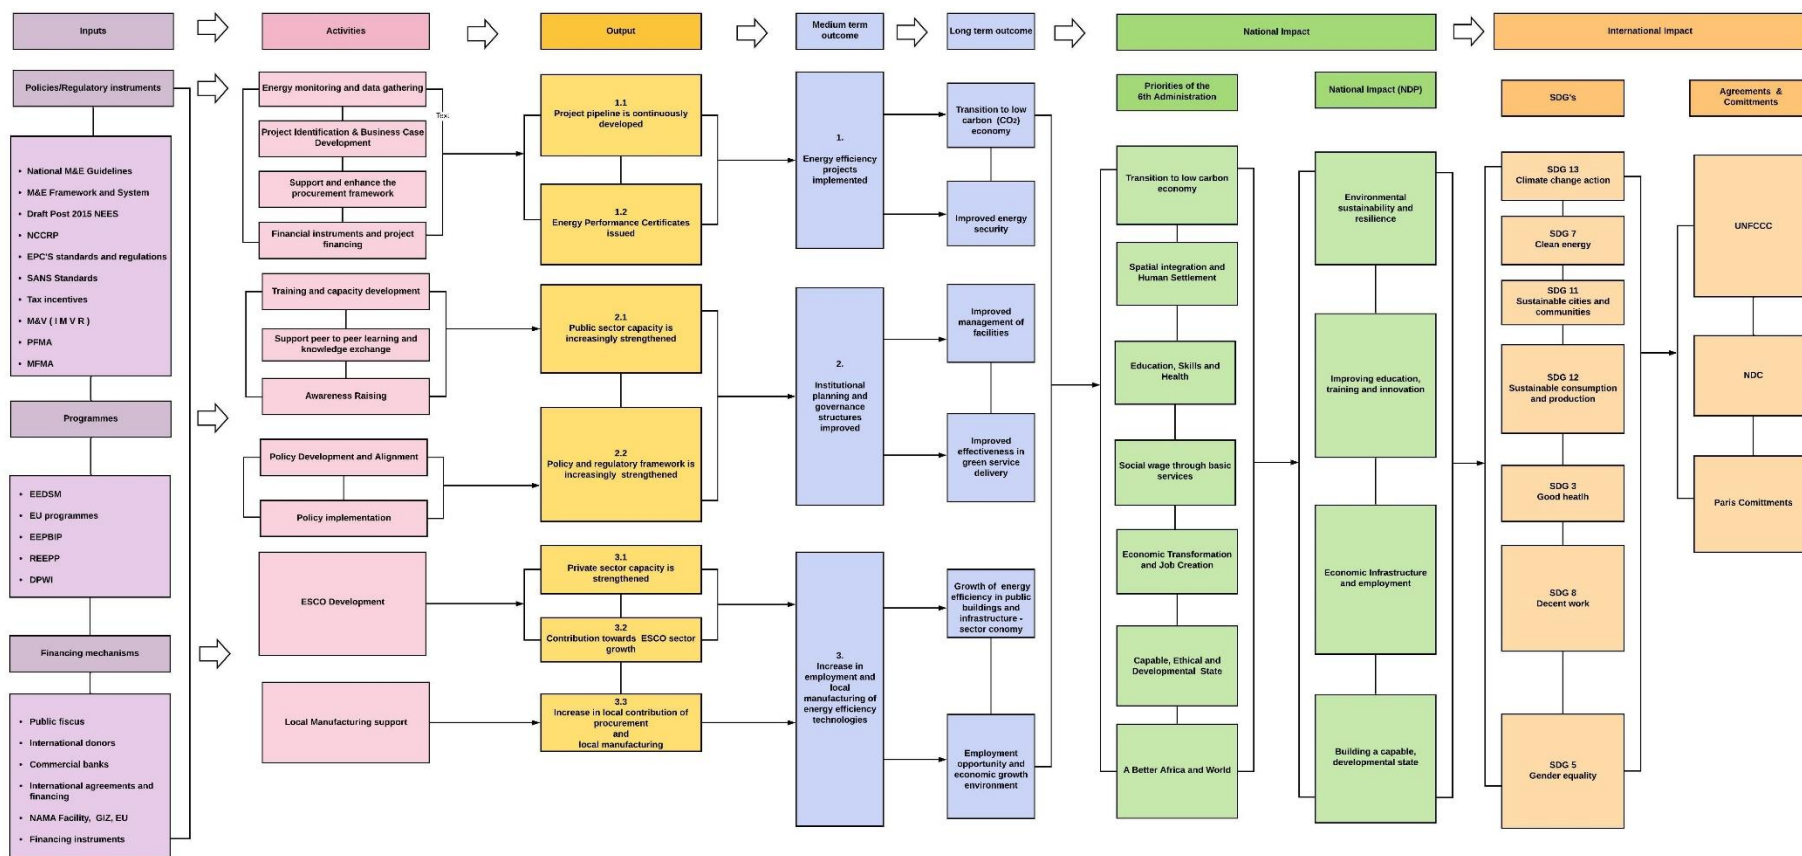 Inputs
Activities
Output
Medium term
outcome
Long term outcome
National Impact
International Impact
Policies/Regulatory instruments
• National M&E Guidelines
• M&E Framework and System
• Draft Post 2015 NEES
• NCCRP
• EPC'S standards and regulations
• SANS Standards
• Tax incentives
• M&V ( I M V R )
• PFMA
• MFMA
Programmes
• EEDSM
• EU programmes
• EEPBIP
• REEPP
• DPWI
Financing mechanisms
• Public fiscus
• International donors
• Commercial banks
• International agreements and
financing
• NAMA Facility, GIZ, EU
• Financing instruments
Energy monitoring and data gathering
Tex
Project Identification & Business Case
Development
Support and enhance the
procurement framework
Financial instruments and project
financing
Training and capacity development
Support peer to peer learning and
knowledge exchange
Awareness Raising
Policy Development and Alignment
Policy implementation
ESCO Development
Local Manufacturing support
1.1
Project pipeline is continuously
developed
1.2
Energy Performance Certificates
issued
2.1
Public sector capacity is
increasingly strengthened
2.2
Policy and regulatory framework is
increasingly strengthened
3.1
Private sector capacity is
strengthened
3.2
Contribution towards ESCO sector
growth
3.3
Increase in local contribution of
procurement
and
local manufacturing
1.
Energy efficiency
projects
implemented
2.
Institutional
planning and
governance
structures
improved
3.
Increase in
employment and
local
manufacturing of
energy efficiency
technologies
Transition to low
carbon (CO2)
economy
Improved energy
security
Improved
management of
facilities
Improved
effectiveness in
green service
delivery
Growth of energy
efficiency in public
buildings and
infrastructure -
sector conomy
Employment
opportunity and
economic growth
environment
Priorities of the
6th Administration
Transition to low carbon
economy
Spatial integration and
Human Settlement
Education, Skills and
Health
Social wage through basic
services
Economic Transformation
and Job Creation
Capable, Ethical and
Developmental State
A Better Africa and World
National Impact (NDP)
Environmental
sustainability and
resilience
Improving education,
training and innovation
Economic Infrastructure
and employment
Building a capable,
developmental state
SDG's
SDG 13
Climate change action
SDG 7
Clean energy
SDG 11
Sustainable cities and
communities
SDG 12
Sustainable consumption
and production
SDG 3
Good heatlh
SDG 8
Decent work
SDG 5
Gender equality
Agreements &
Comittments
UNFCCC
NDC
Paris Comittments